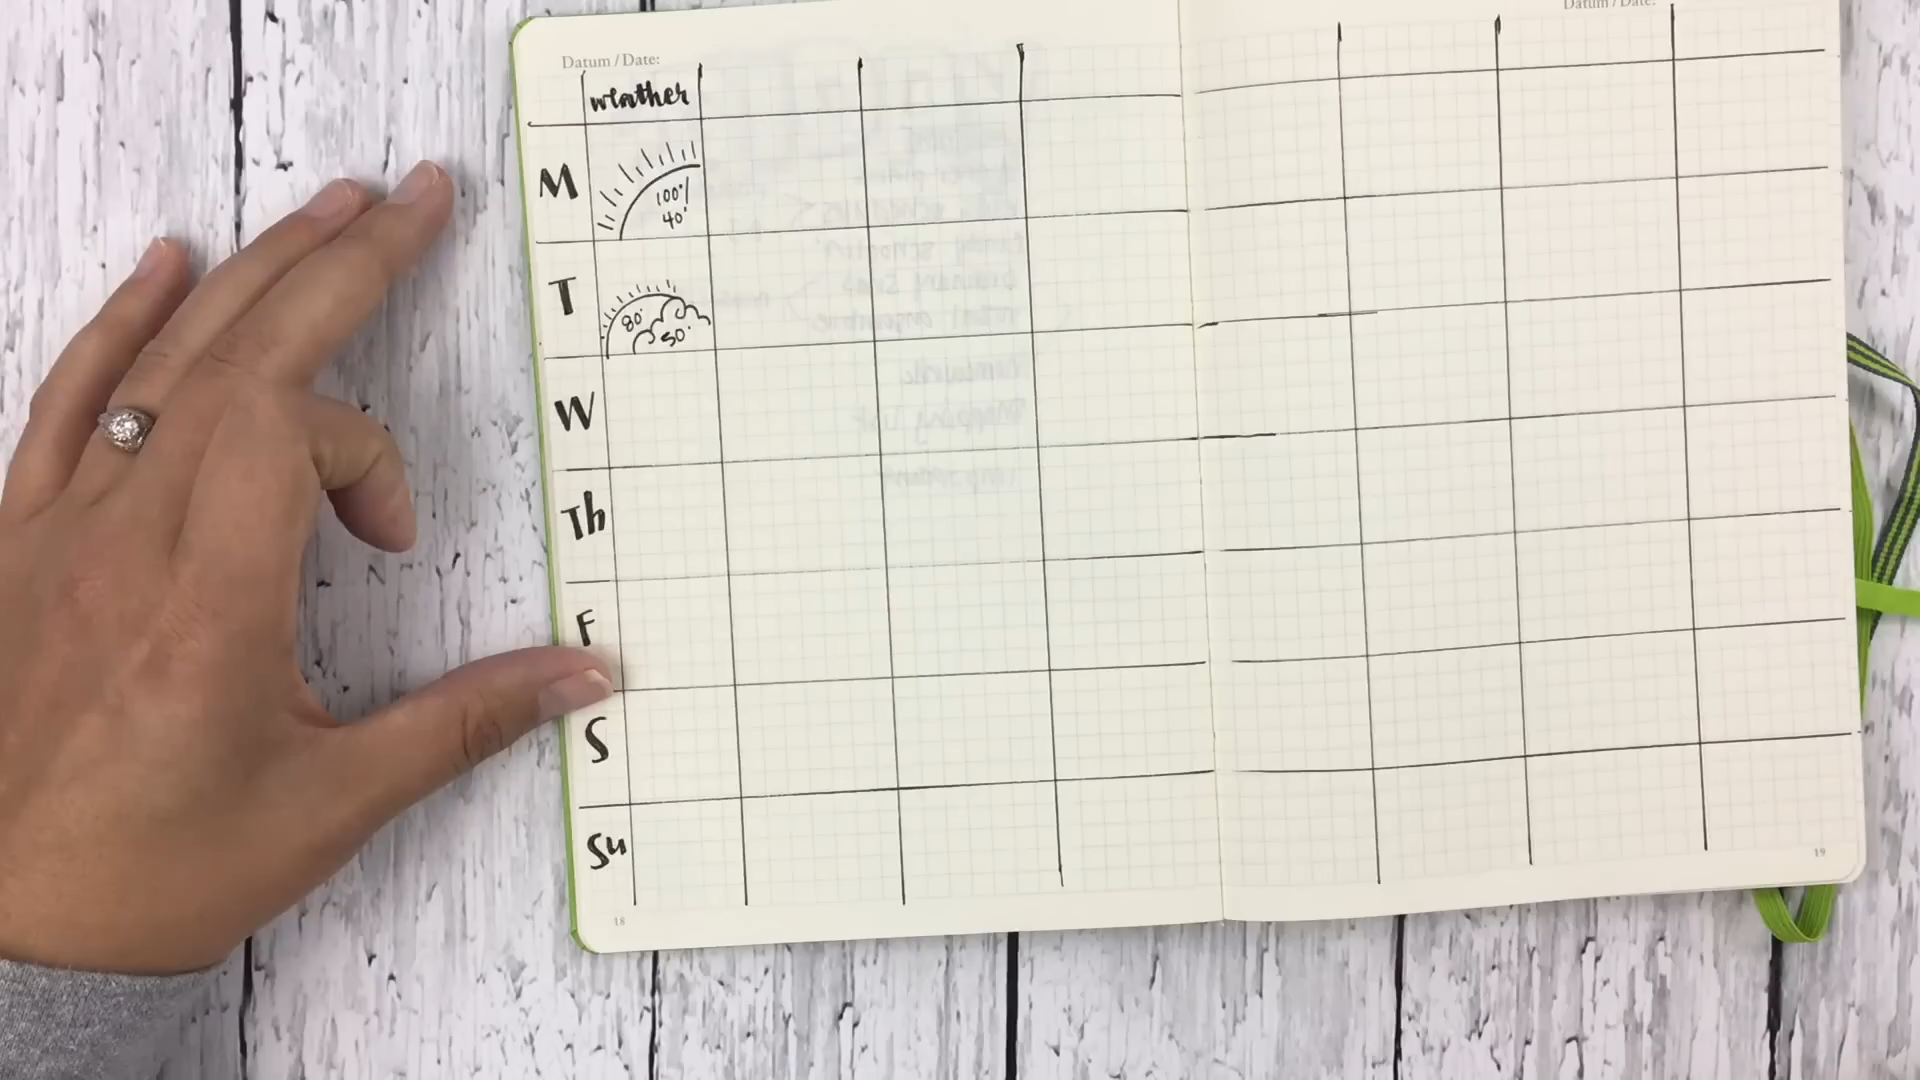 Datum / Date:
Datum / Date:
weather
M
100°/
40°
T
80°
50°
W
Th
F
S
Su
18
19